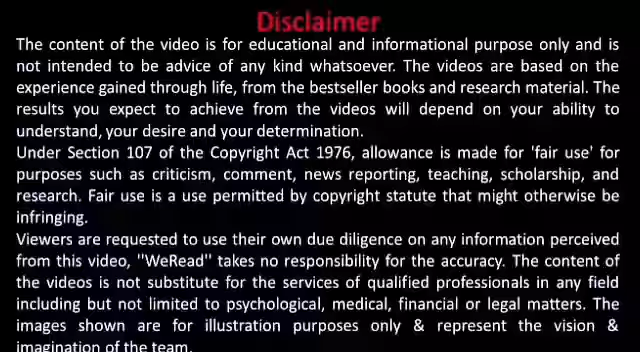 Disclaimer
The content of the video is for educational and informational purpose only and is
not intended to be advice of any kind whatsoever. The videos are based on the
experience gained through life, from the bestseller books and research material. The
results you expect to achieve from the videos will depend on your ability to
understand, your desire and your determination.
Under Section 107 of the Copyright Act 1976, allowance is made for 'fair use' for
purposes such as criticism, comment, news reporting, teaching, scholarship, and
research. Fair use is a use permitted by copyright statute that might otherwise be
infringing.
Viewers are requested to use their own due diligence on any information perceived
from this video, "WeRead" takes no responsibility for the accuracy. The content of
the videos is not substitute for the services of qualified professionals in any field
including but not limited to psychological, medical, financial or legal matters. The
images shown are for illustration purposes only & represent the vision &
imagination of the team.